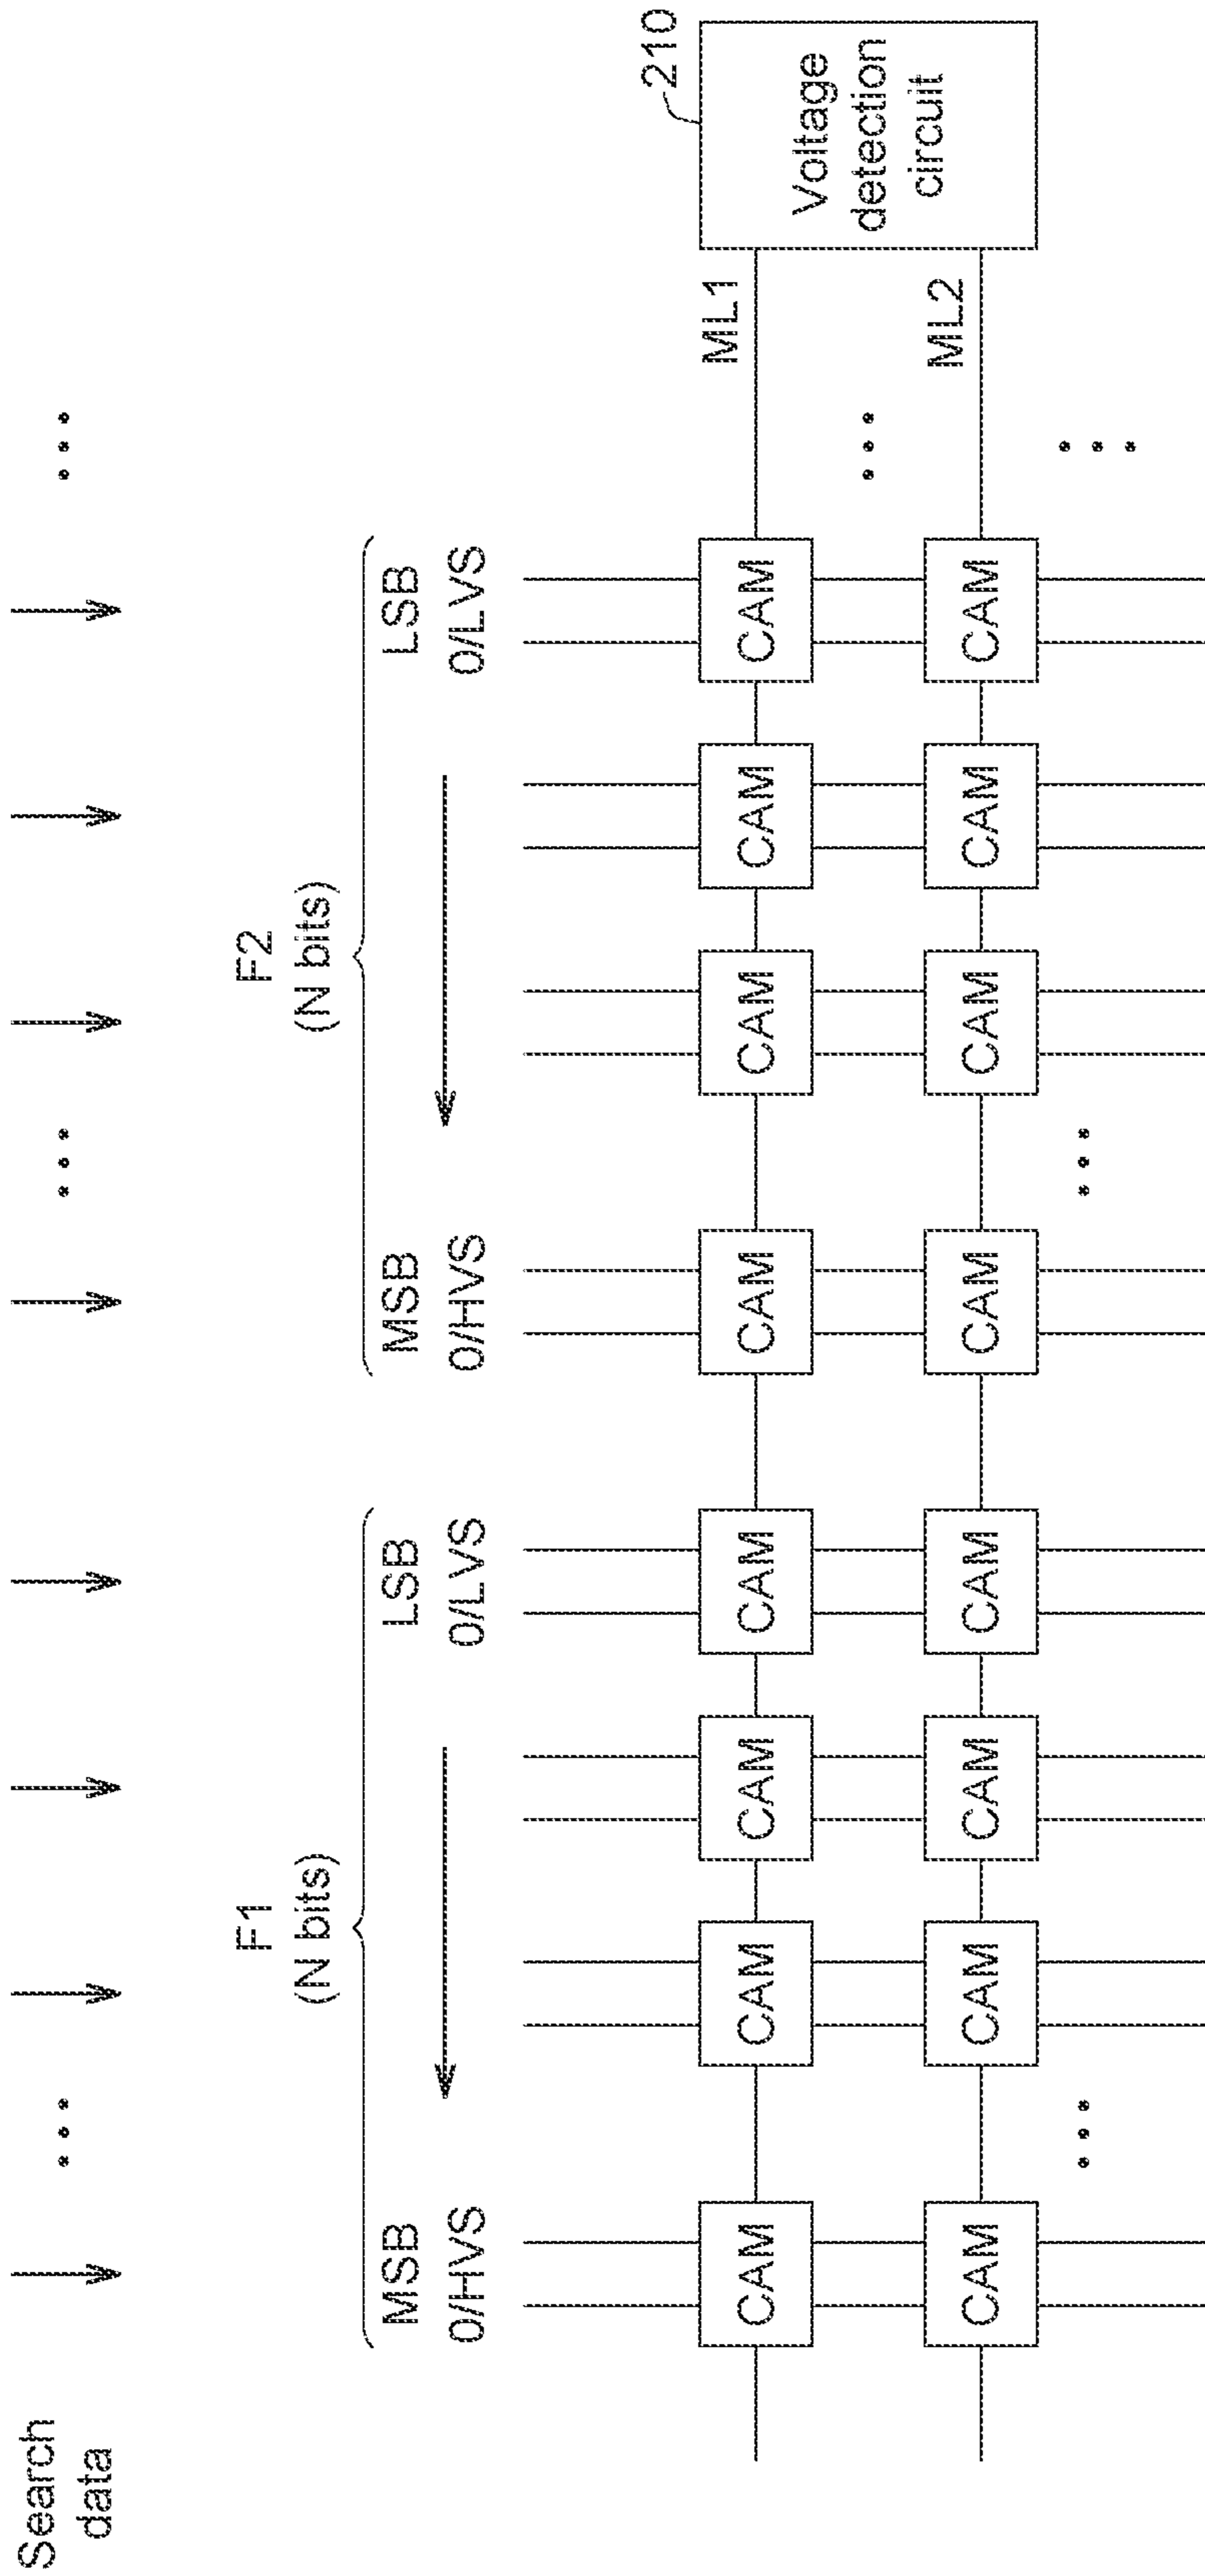 Search
data
F1
(N bits)
F2
(N bits)
MSB
0/HVS
LSB
0/LVS
MSB
0/HVS
LSB
0/LVS
CAM CAM CAM CAM CAM CAM CAM CAM
ML1
CAM CAM CAM CAM CAM CAM CAM CAM
ML2
210
Voltage
detection
circuit